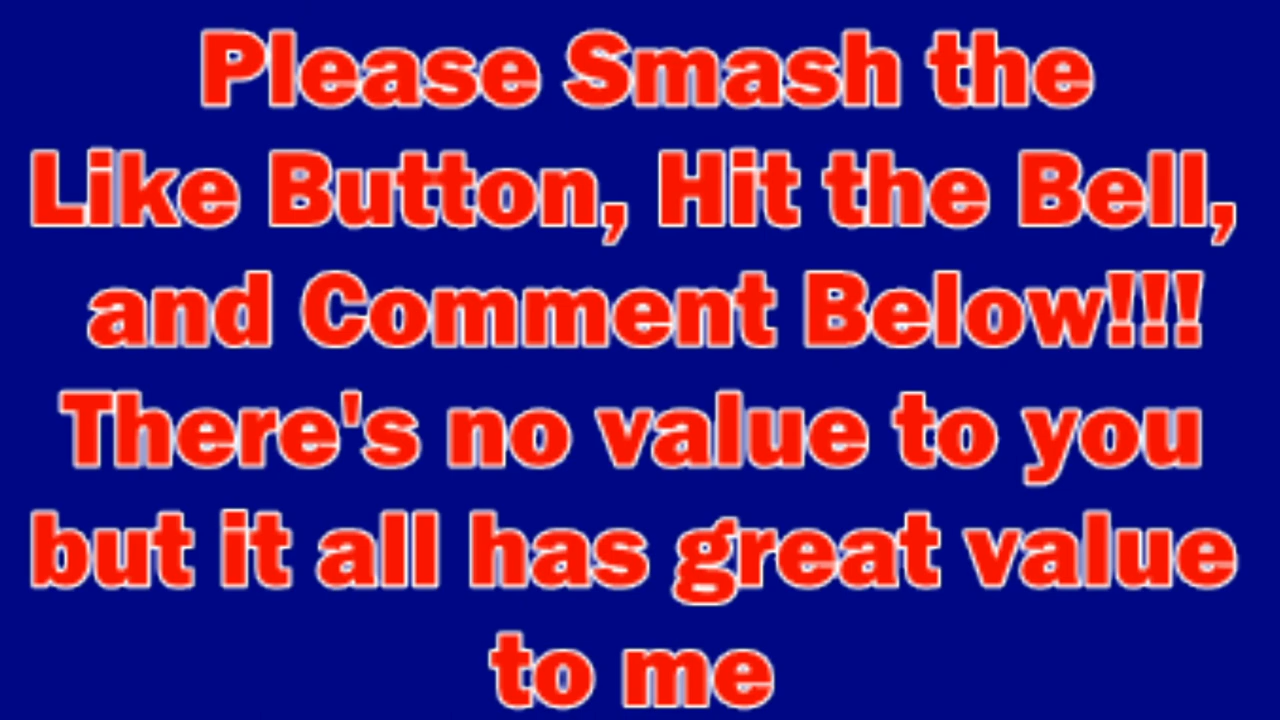 Please Smash the
Like Button, Hit the Bell,
and Comment Below!!!
There's no value to you
but it all has great value
to me